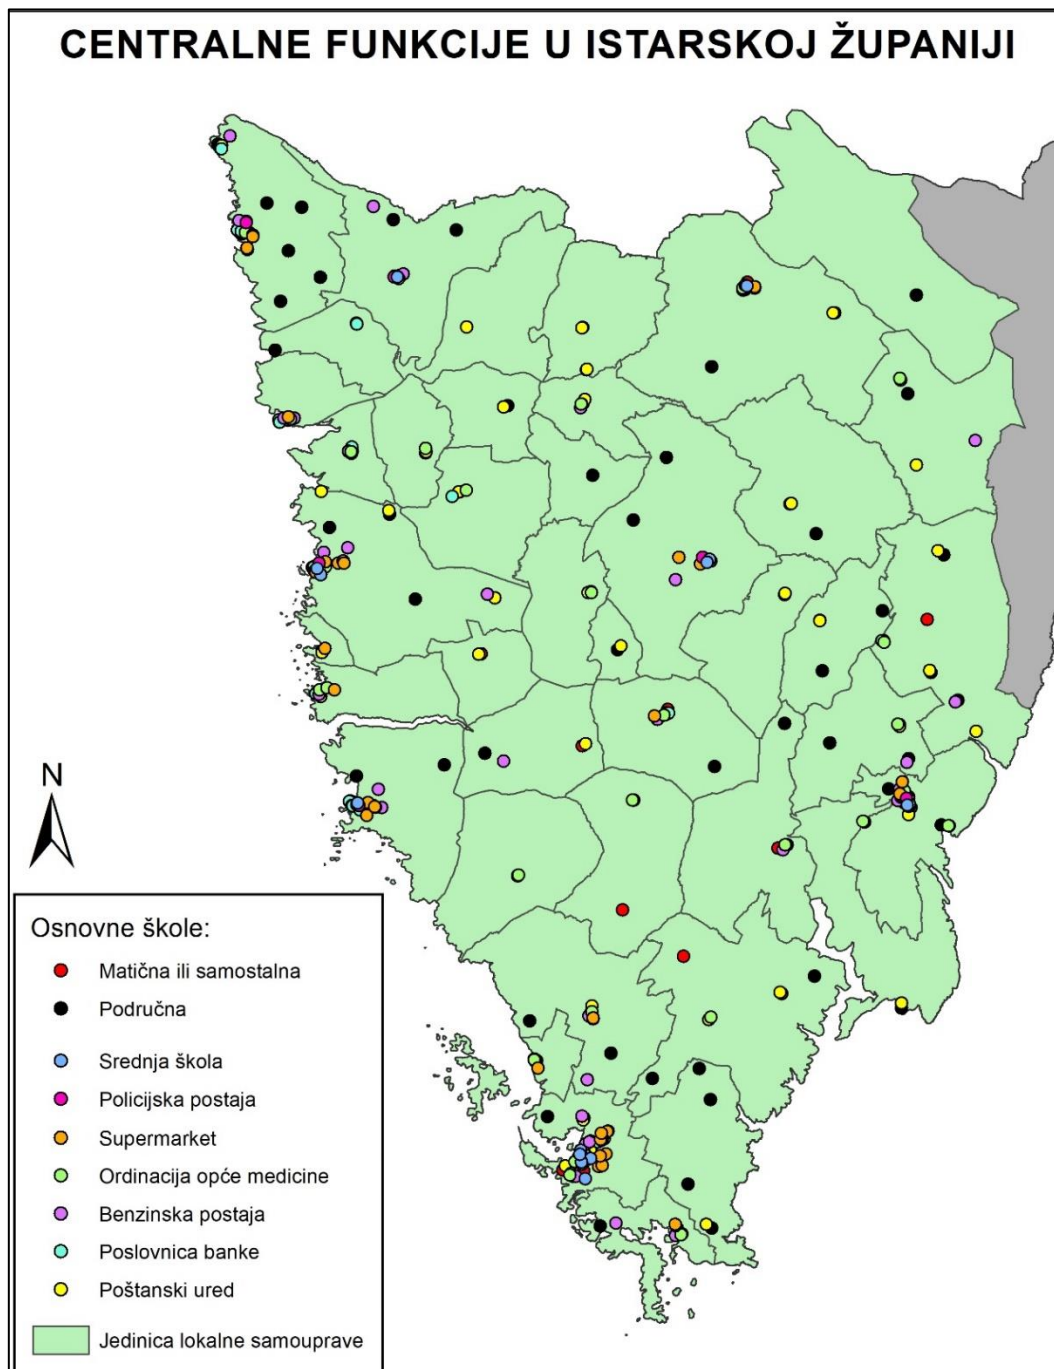 CENTRALNE FUNKCIJE U ISTARSKOJ ŽUPANIJI
N
Osnovne škole:
Matična ili samostalna
Područna
Srednja škola
Policijska postaja
Supermarket
Ordinacija opće medicine
Benzinska postaja
Poslovnica banke
Poštanski ured
Jedinica lokalne samouprave